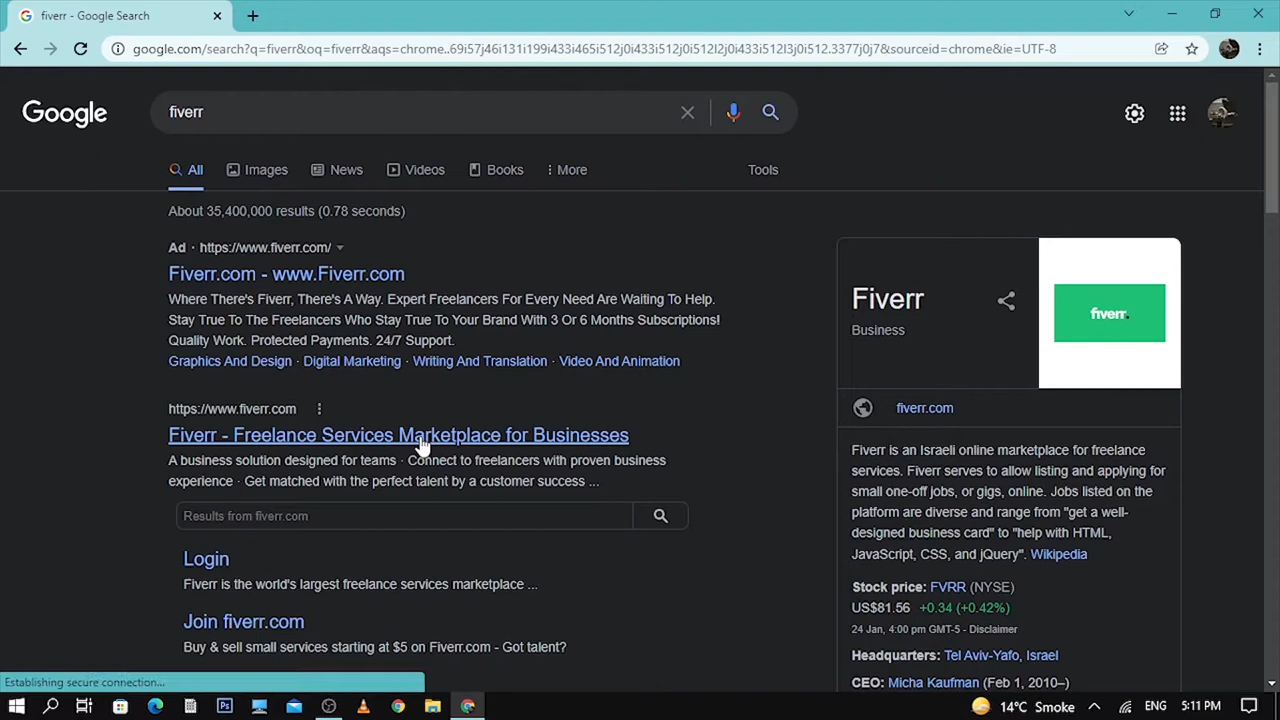 fiverr - Google Search
google.com/search?q=fiverr&oq=fiverr&aqs=chrome..69i57j46i131i199i433i465i512j0i433i512j0i512l2j0i433i512l3j0i512.3377j0j7&sourceid=chrome&ie=UTF-8
Google
fiverr
All
Images
News
Videos
Books
More
Tools
About 35,400,000 results (0.78 seconds)
Ad · https://www.fiverr.com/
Fiverr.com - www.Fiverr.com
Where There's Fiverr, There's A Way. Expert Freelancers For Every Need Are Waiting To Help.
Stay True To The Freelancers Who Stay True To Your Brand With 3 Or 6 Months Subscriptions!
Quality Work. Protected Payments. 24/7 Support.
Graphics And Design · Digital Marketing · Writing And Translation · Video And Animation
https://www.fiverr.com
Fiverr - Freelance Services Marketplace for Businesses
A business solution designed for teams · Connect to freelancers with proven business
experience · Get matched with the perfect talent by a customer success ...
Results from fiverr.com
Login
Fiverr is the world's largest freelance services marketplace ...
Join fiverr.com
Buy & sell small services starting at $5 on Fiverr.com - Got talent?
Fiverr
Business
fiverr.
fiverr.com
Fiverr is an Israeli online marketplace for freelance
services. Fiverr serves to allow listing and applying for
small one-off jobs, or gigs, online. Jobs listed on the
platform are diverse and range from "get a well-
designed business card" to "help with HTML,
JavaScript, CSS, and jQuery". Wikipedia
Stock price: FVRR (NYSE)
US$81.56 +0.34 (+0.42%)
24 Jan, 4:00 pm GMT-5 - Disclaimer
Headquarters: Tel Aviv-Yafo, Israel
CEO: Micha Kaufman (Feb 1, 2010–)
Establishing secure connection...
Ps
14°C Smoke
ENG
5:11 PM